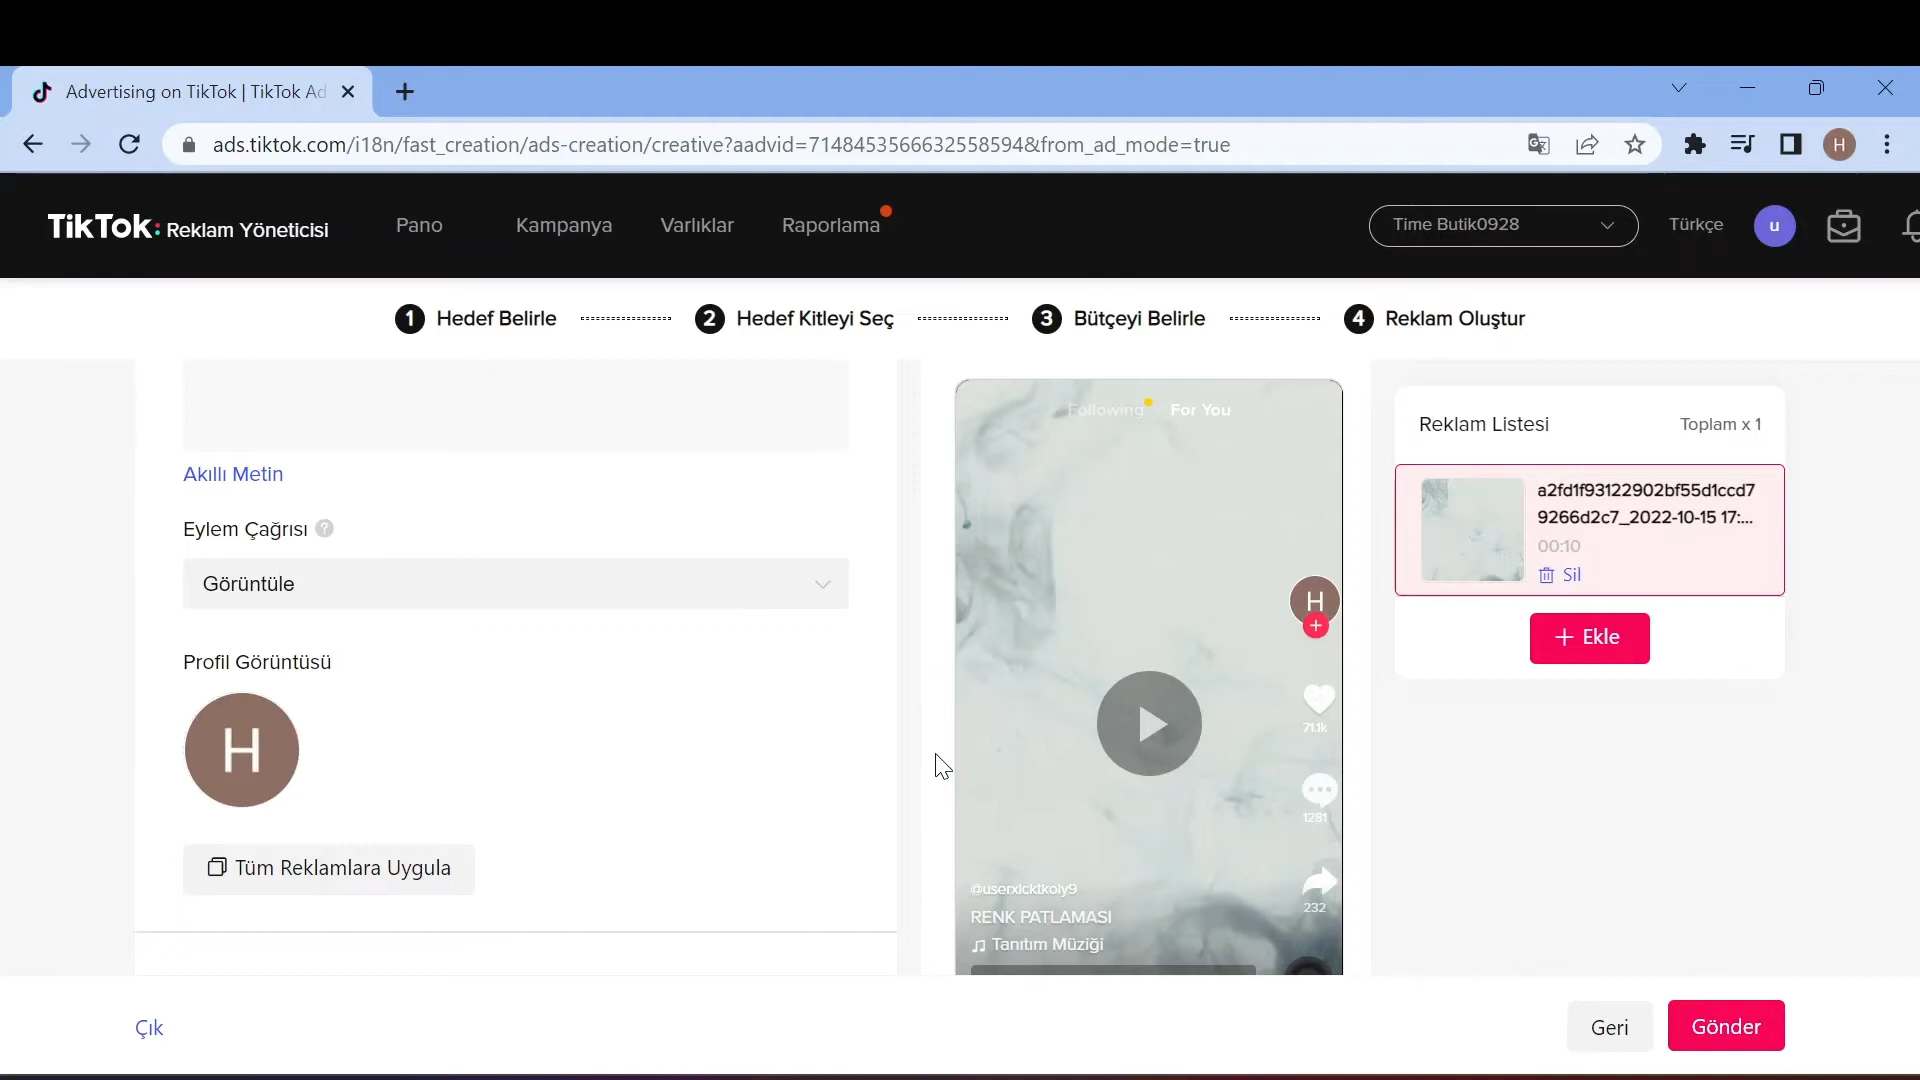 Advertising on TikTok | TikTok Ad
ads.tiktok.com/i18n/fast_creation/ads-creation/creative?aadvid=7148453566632558594&from_ad_mode=true
H
TikTok: Reklam Yöneticisi
Pano
Kampanya
Varlıklar
Raporlama
Time Butik0928
Türkçe
u
1 Hedef Belirle
2 Hedef Kitleyi Seç
3 Bütçeyi Belirle
4 Reklam Oluştur
Akıllı Metin
Eylem Çağrısı ?
Görüntüle
Profil Görüntüsü
H
Tüm Reklamlara Uygula
Following For You
H
71.1k
1281
232
@userxlcktkoly9
RENK PATLAMASI
Tanıtım Müziği
Reklam Listesi
Toplam x 1
a2fd1f93122902bf55d1ccd7
9266d2c7_2022-10-15 17:...
00:10
Sil
+ Ekle
Çık
Geri
Gönder